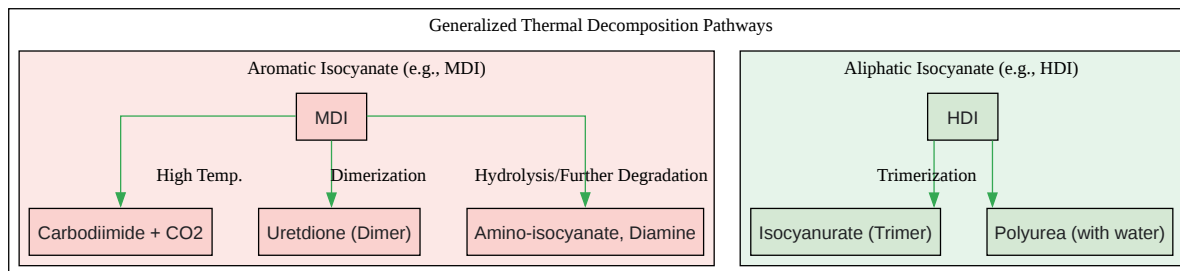 Generalized Thermal Decomposition Pathways
Aromatic Isocyanate (e.g., MDI)
MDI
High Temp.
Dimerization
Hydrolysis/Further Degradation
Carbodiimide + CO2
Uretdione (Dimer)
Amino-isocyanate, Diamine
Aliphatic Isocyanate (e.g., HDI)
HDI
Trimerization
Isocyanurate (Trimer)
Polyurea (with water)